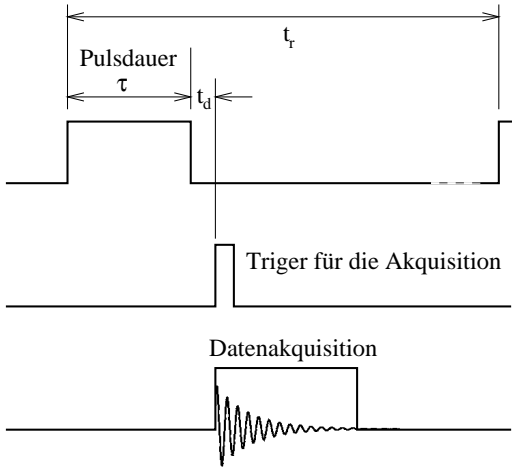 t_r
Pulsdauer
τ
t_d
Triger für die Akquisition
Datenakquisition